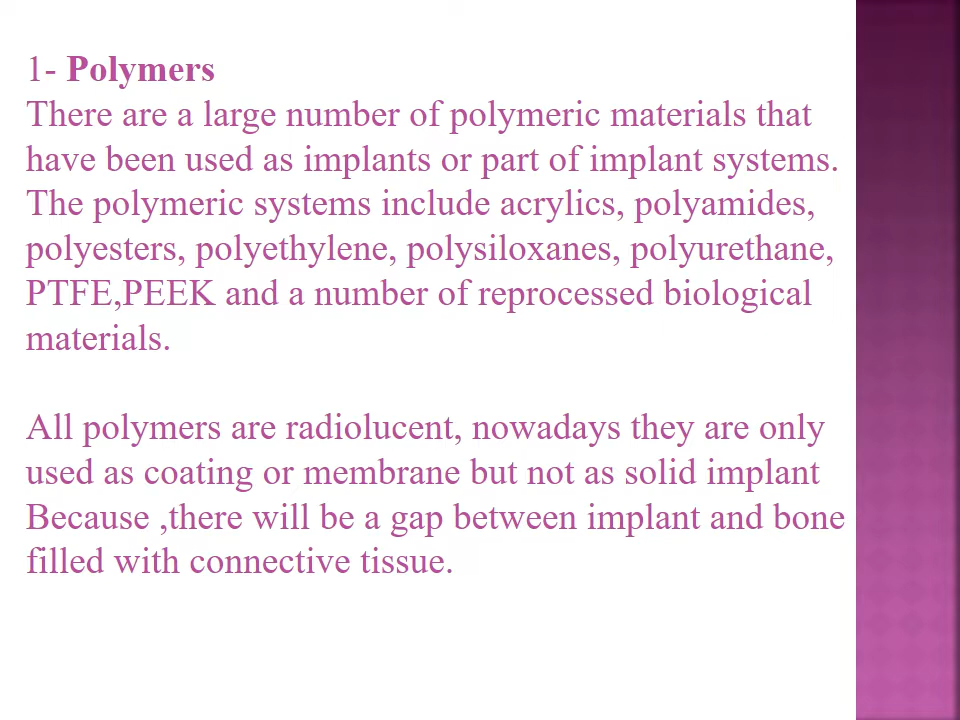 1- Polymers
There are a large number of polymeric materials that
have been used as implants or part of implant systems.
The polymeric systems include acrylics, polyamides,
polyesters, polyethylene, polysiloxanes, polyurethane,
PTFE,PEEK and a number of reprocessed biological
materials.
All polymers are radiolucent, nowadays they are only
used as coating or membrane but not as solid implant
Because ,there will be a gap between implant and bone
filled with connective tissue.